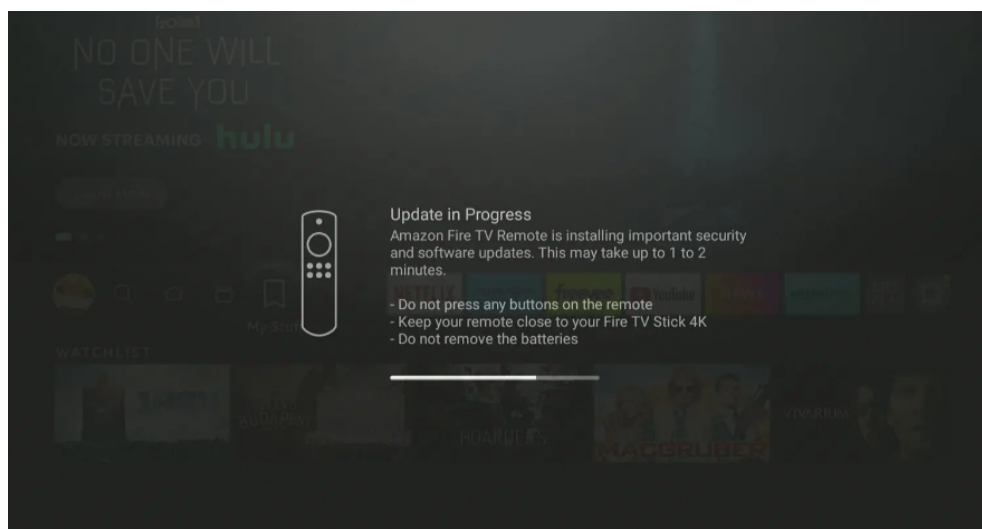 NO ONE WILL
SAVE YOU
NOW STREAMING hulu
Update in Progress
Amazon Fire TV Remote is installing important security
and software updates. This may take up to 1 to 2
minutes.
- Do not press any buttons on the remote
- Keep your remote close to your Fire TV Stick 4K
- Do not remove the batteries
NETFLIX
freevee
YouTube
WATCHLIST
MACGRUBER
VIVARIUM